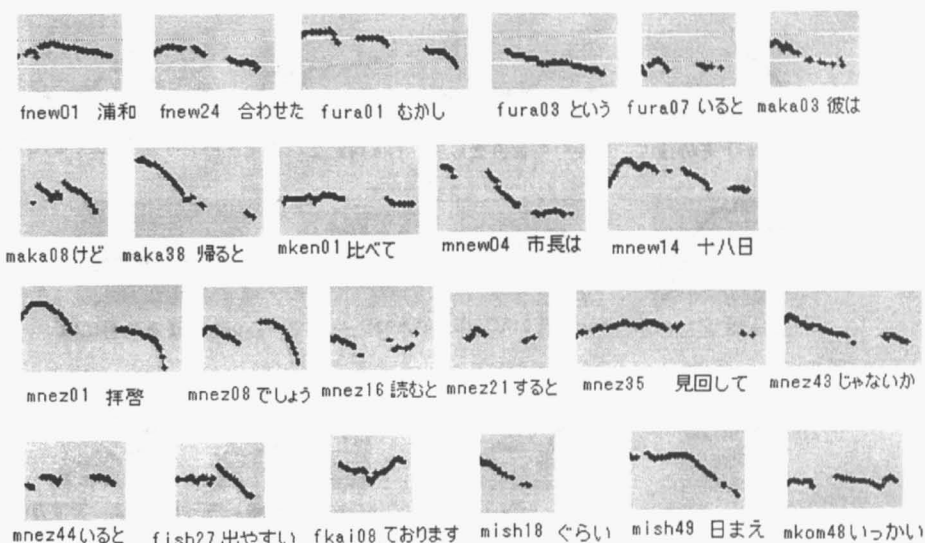 fnew01 浦和 fnew24 合わせた fura01 むかし fura03 という fura07 いると maka03 彼は
maka08 けど maka38 帰ると mken01 比べて mnew04 市長は mnew14 十八日
mnez01 拝啓 mnez08 でしょう mnez16 読むと mnez21 すると mnez35 見回して mnez43 じゃないか
mnez44 いると fish27 出やすい fkai08 ております mish18 ぐらい mish49 日まえ mkom48 いっかい